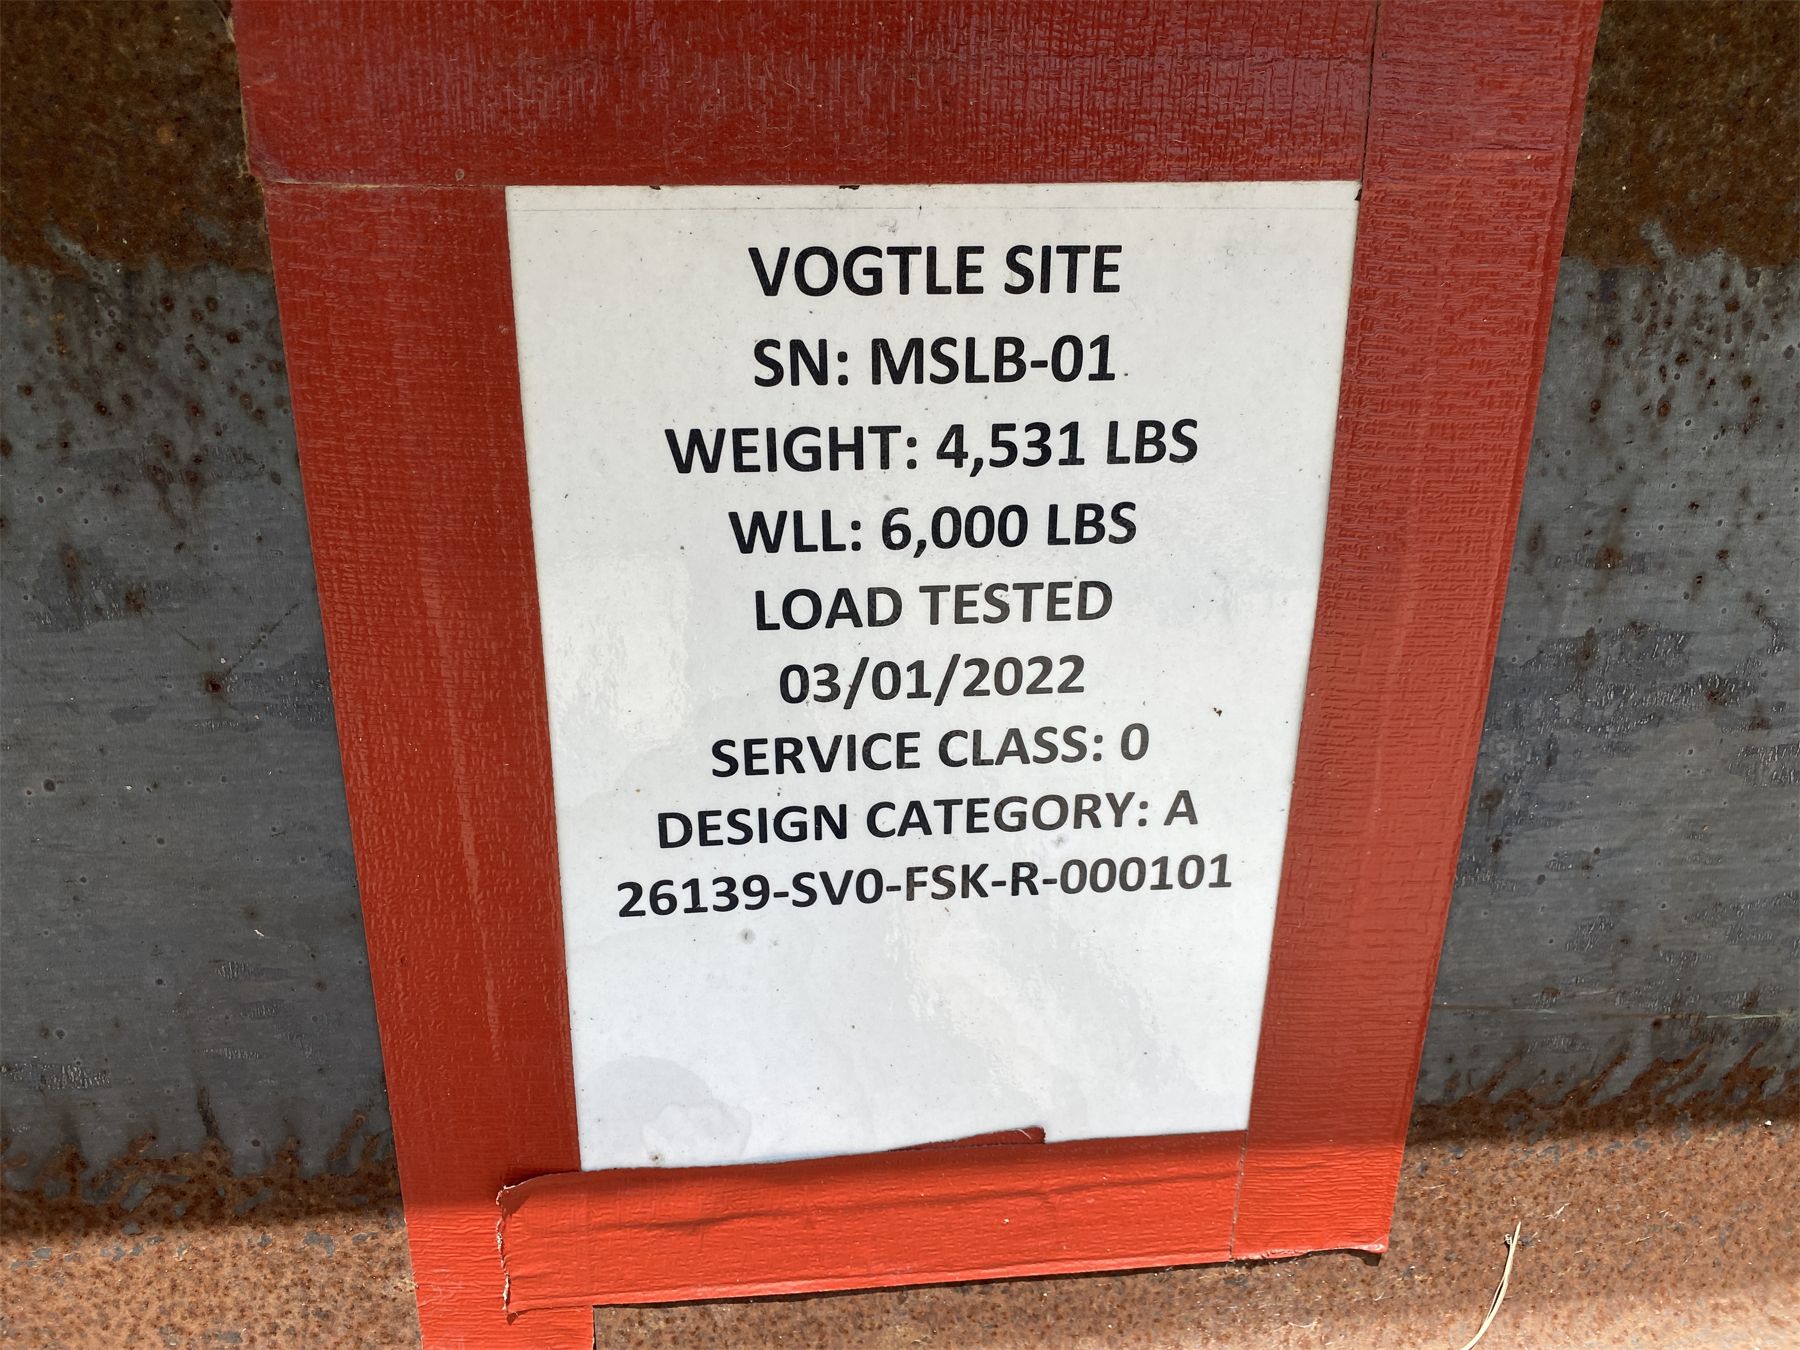 VOGTLE SITE
SN: MSLB-01
WEIGHT: 4,531 LBS
WLL: 6,000 LBS
LOAD TESTED
03/01/2022
SERVICE CLASS: 0
DESIGN CATEGORY: A
26139-SV0-FSK-R-000101